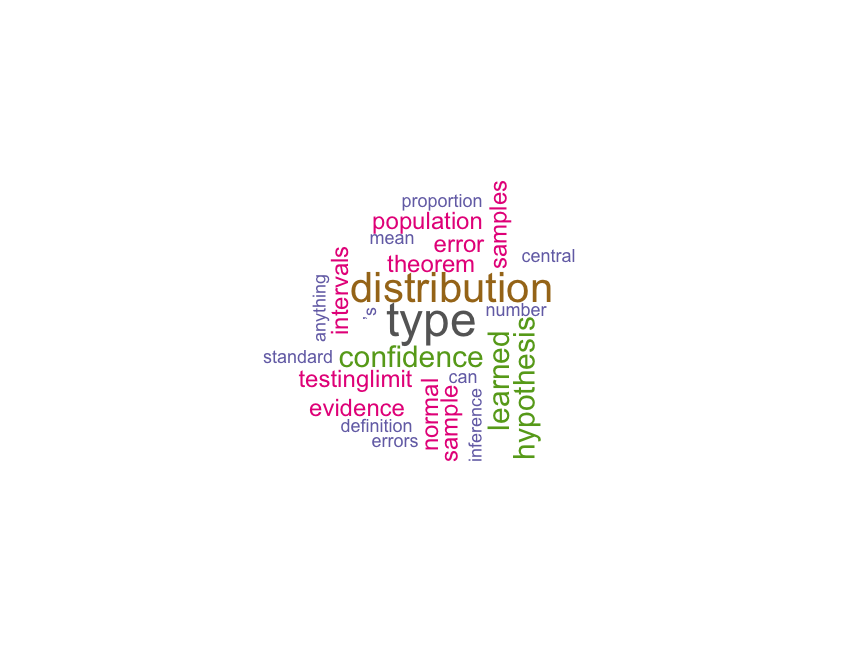 proportion
samples
population
mean
error
central
theorem
intervals
distribution
anything
's
type
number
standard
confidence
learned
hypothesis
testing
limit
can
evidence
normal
sample
inference
definition
errors